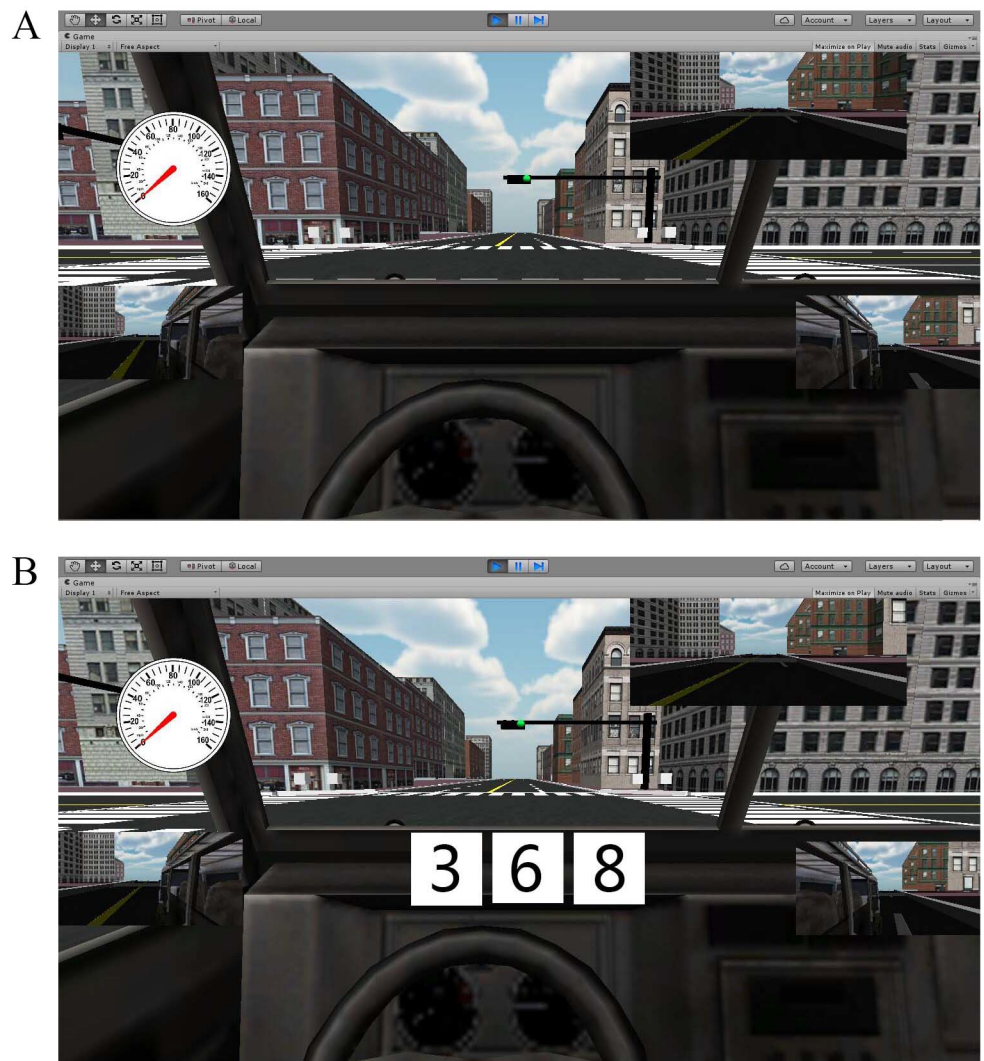 A
Pivot Local Account Layers Layout
Game
Display 1 Free Aspect Maximize on Play Mute audio Stats Gizmos
0 20 40 60 80 100 120 140 160
B
Pivot Local Account Layers Layout
Game
Display 1 Free Aspect Maximize on Play Mute audio Stats Gizmos
0 20 40 60 80 100 120 140 160
3 6 8